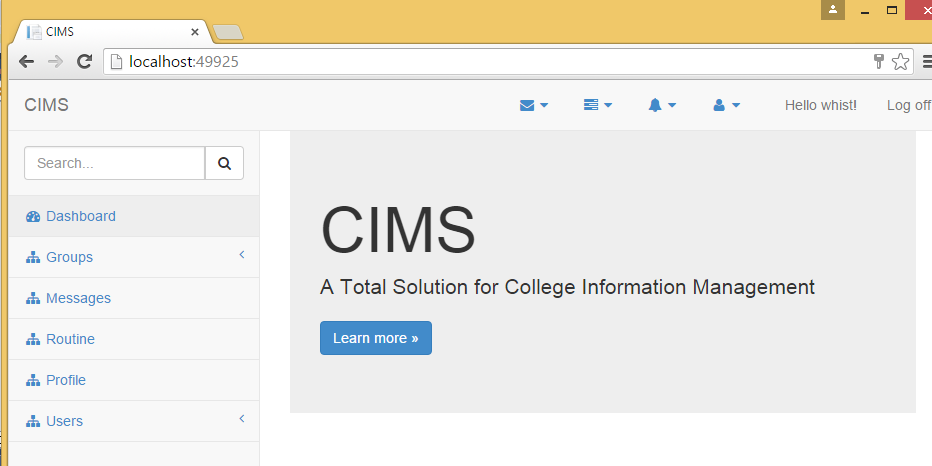 CIMS
localhost:49925
CIMS
Hello whist!
Log off
Search...
Dashboard
Groups
Messages
Routine
Profile
Users
CIMS
A Total Solution for College Information Management
Learn more »